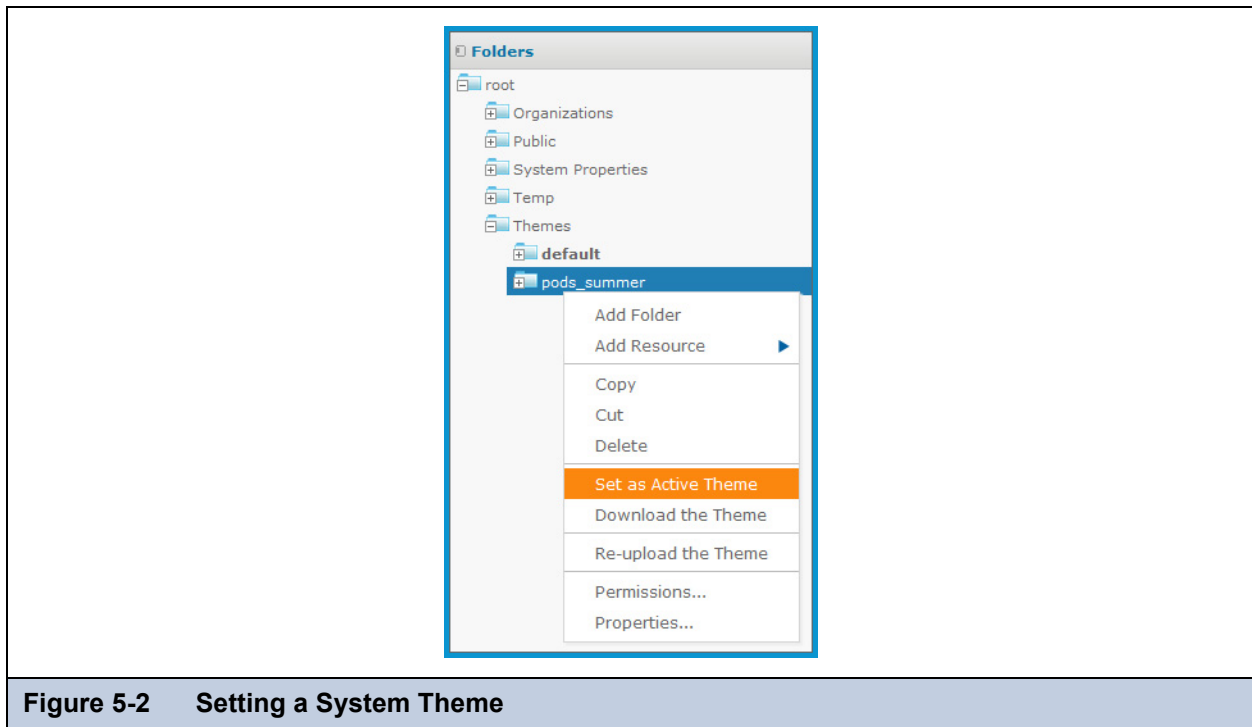 Folders
root
Organizations
Public
System Properties
Temp
Themes
default
pods_summer
Add Folder
Add Resource
Copy
Cut
Delete
Set as Active Theme
Download the Theme
Re-upload the Theme
Permissions...
Properties...
Figure 5-2 Setting a System Theme